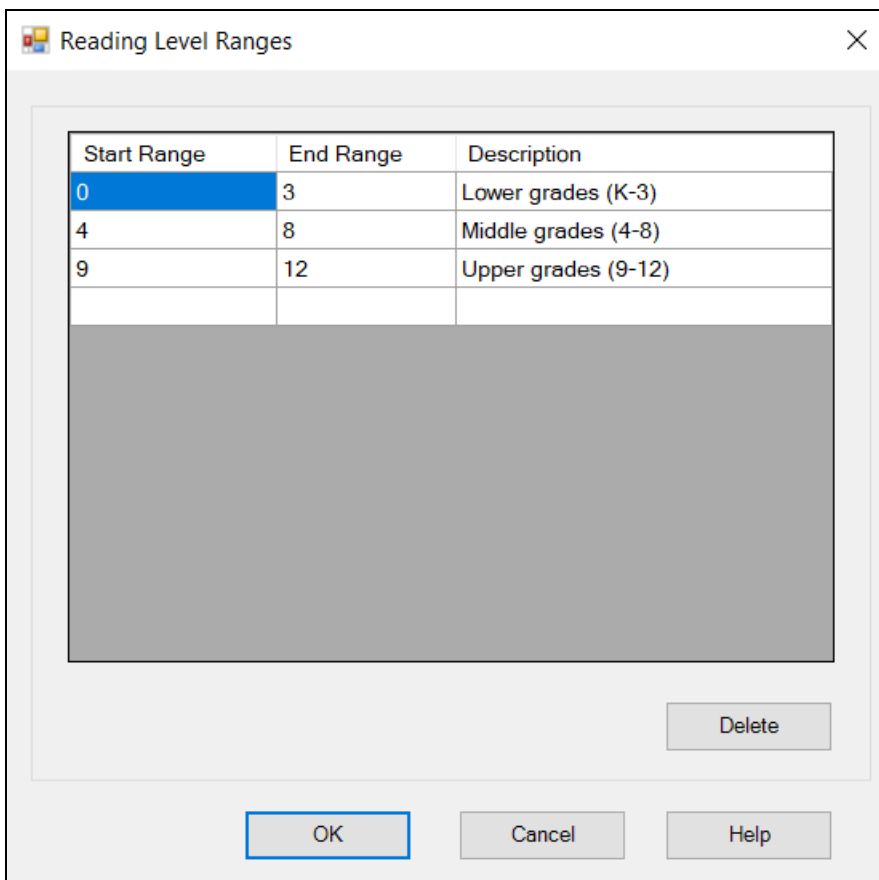 Reading Level Ranges
Start Range End Range Description
0 3 Lower grades (K-3)
4 8 Middle grades (4-8)
9 12 Upper grades (9-12)
Delete
OK Cancel Help